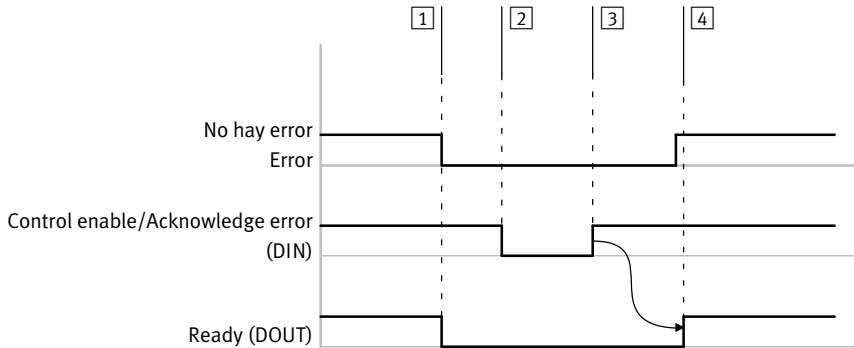 1 2 3 4
No hay error
Error
Control enable/Acknowledge error
(DIN)
Ready (DOUT)